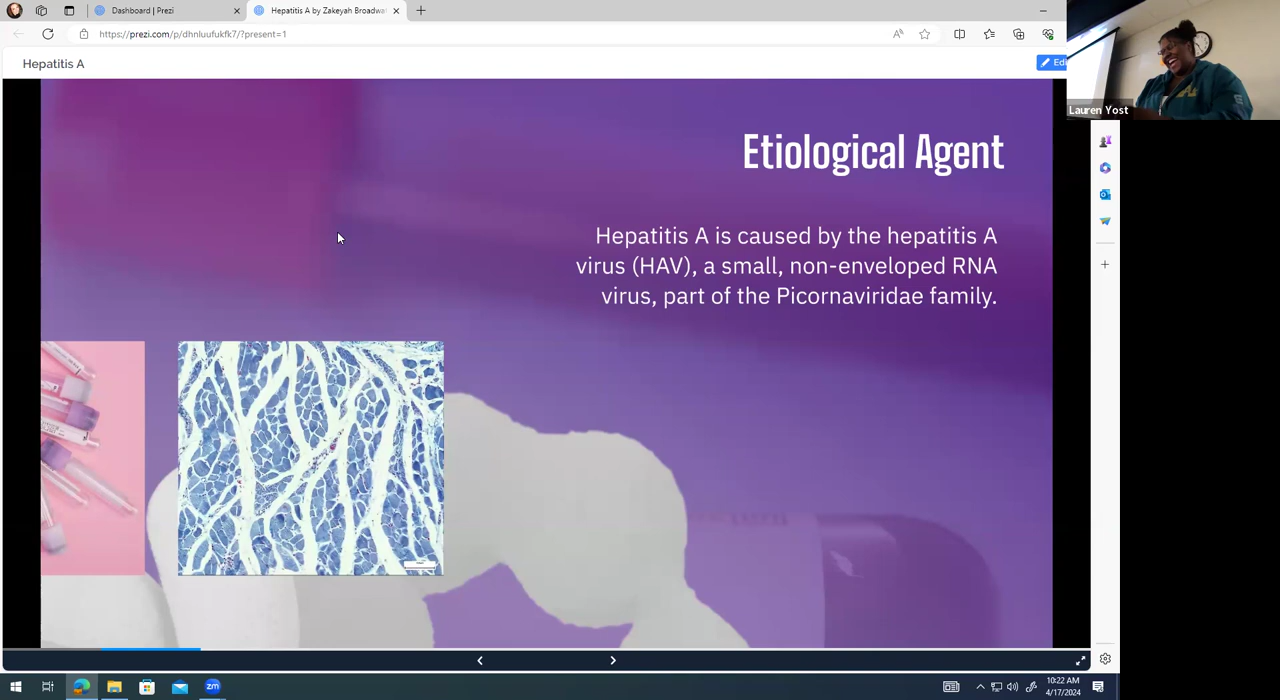 Dashboard | Prezi
Hepatitis A by Zakeyah Broadwa
https://prezi.com/p/dhnluufukfk7/?present=1
Hepatitis A
Edi
Lauren Yost
Etiological Agent
Hepatitis A is caused by the hepatitis A
virus (HAV), a small, non-enveloped RNA
virus, part of the Picornaviridae family.
zm
10:22 AM
4/17/2024